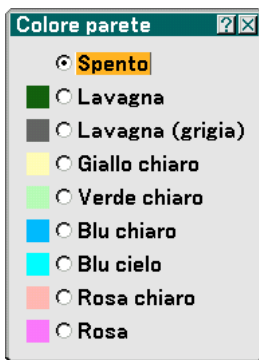 Colore parete ? X
Spento
Lavagna
Lavagna (grigia)
Giallo chiaro
Verde chiaro
Blu chiaro
Blu cielo
Rosa chiaro
Rosa